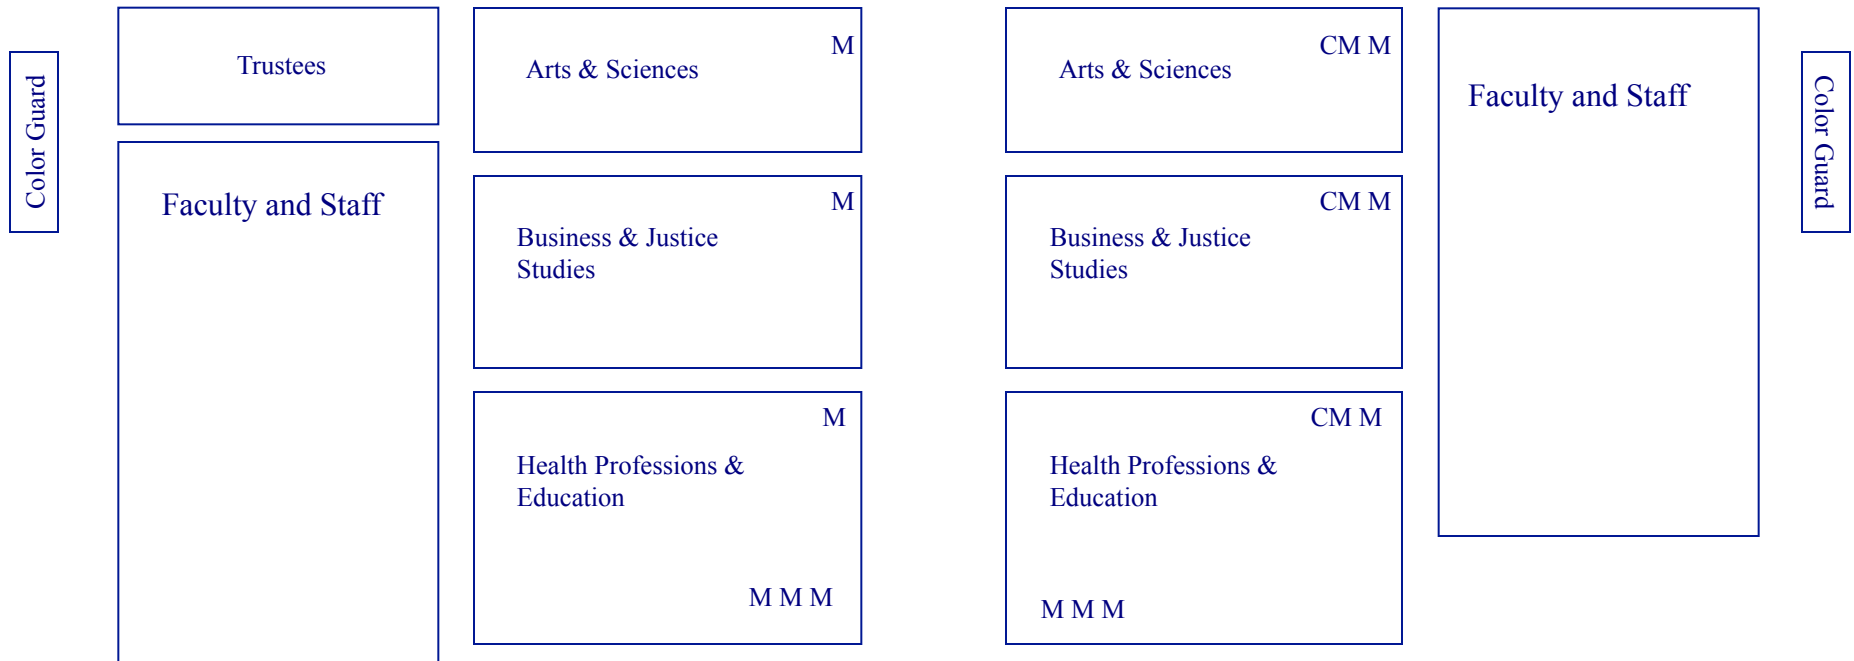 Color Guard
Trustees
Faculty and Staff
M
Arts & Sciences
M
Business & Justice
Studies
M
Health Professions &
Education
M M M
CM M
Arts & Sciences
CM M
Business & Justice
Studies
CM M
Health Professions &
Education
M M M
Faculty and Staff
Color Guard